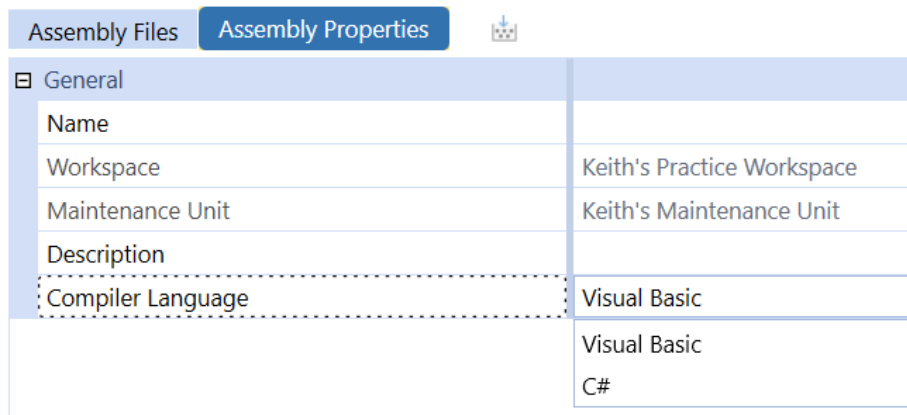 Assembly Files Assembly Properties
General
Name
Workspace Keith's Practice Workspace
Maintenance Unit Keith's Maintenance Unit
Description
Compiler Language Visual Basic
Visual Basic
C#